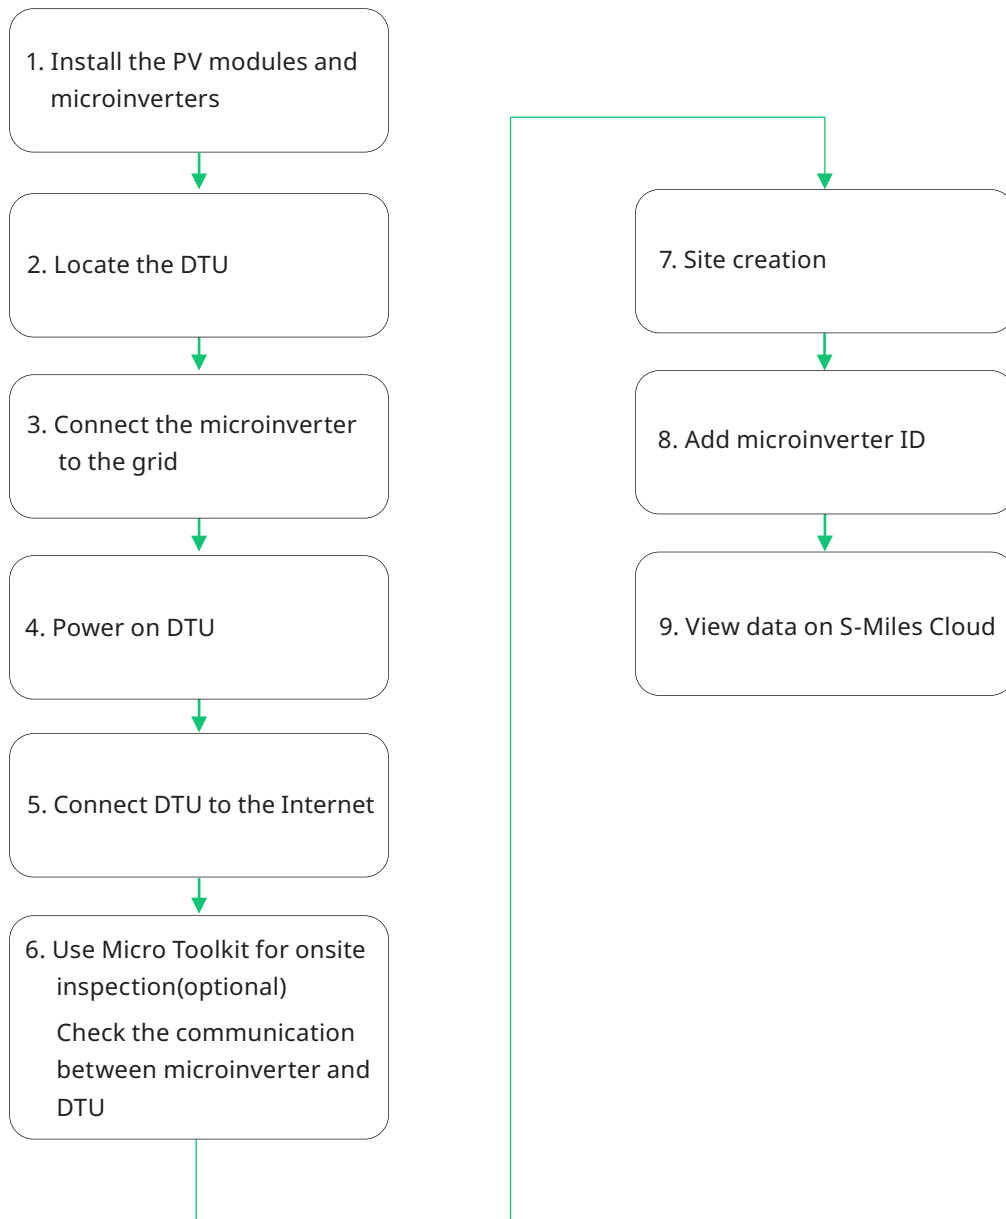 1. Install the PV modules and
microinverters
2. Locate the DTU
3. Connect the microinverter
to the grid
4. Power on DTU
5. Connect DTU to the Internet
6. Use Micro Toolkit for onsite
inspection(optional)
Check the communication
between microinverter and
DTU
7. Site creation
8. Add microinverter ID
9. View data on S-Miles Cloud